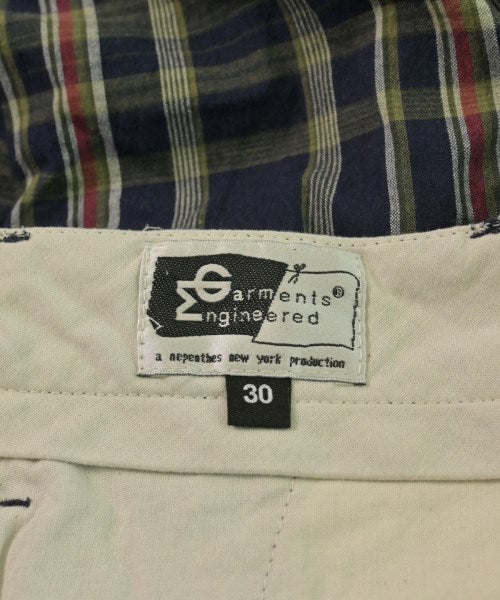 Garments®
Engineered
a nepenthes new york production
30